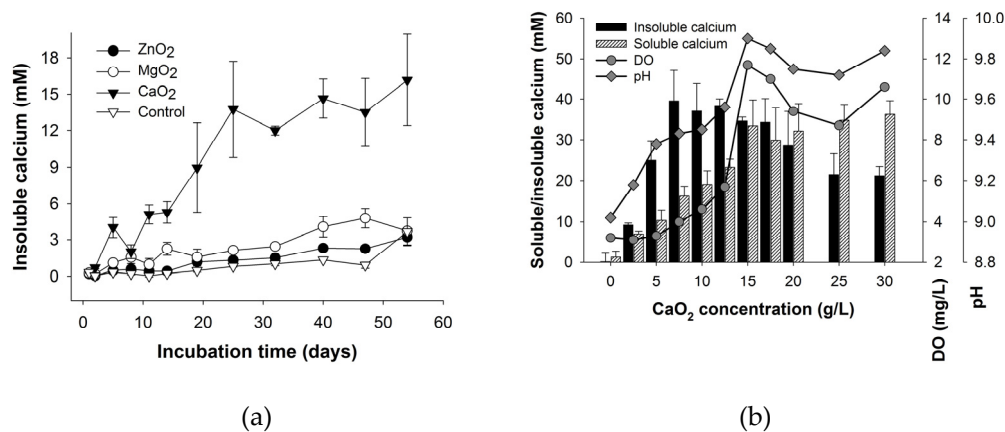 Insoluble calcium (mM)
18
15
12
9
6
3
0
ZnO2
MgO2
CaO2
Control
0 10 20 30 40 50 60
Incubation time (days)
(a)
Soluble/insoluble calcium (mM)
60
50
40
30
20
10
0
Insoluble calcium
Soluble calcium
DO
pH
0 5 10 15 20 25 30
CaO2 concentration (g/L)
14
12
10
8
6
4
2
DO (mg/L)
10.0
9.8
9.6
9.4
9.2
9.0
8.8
pH
(b)